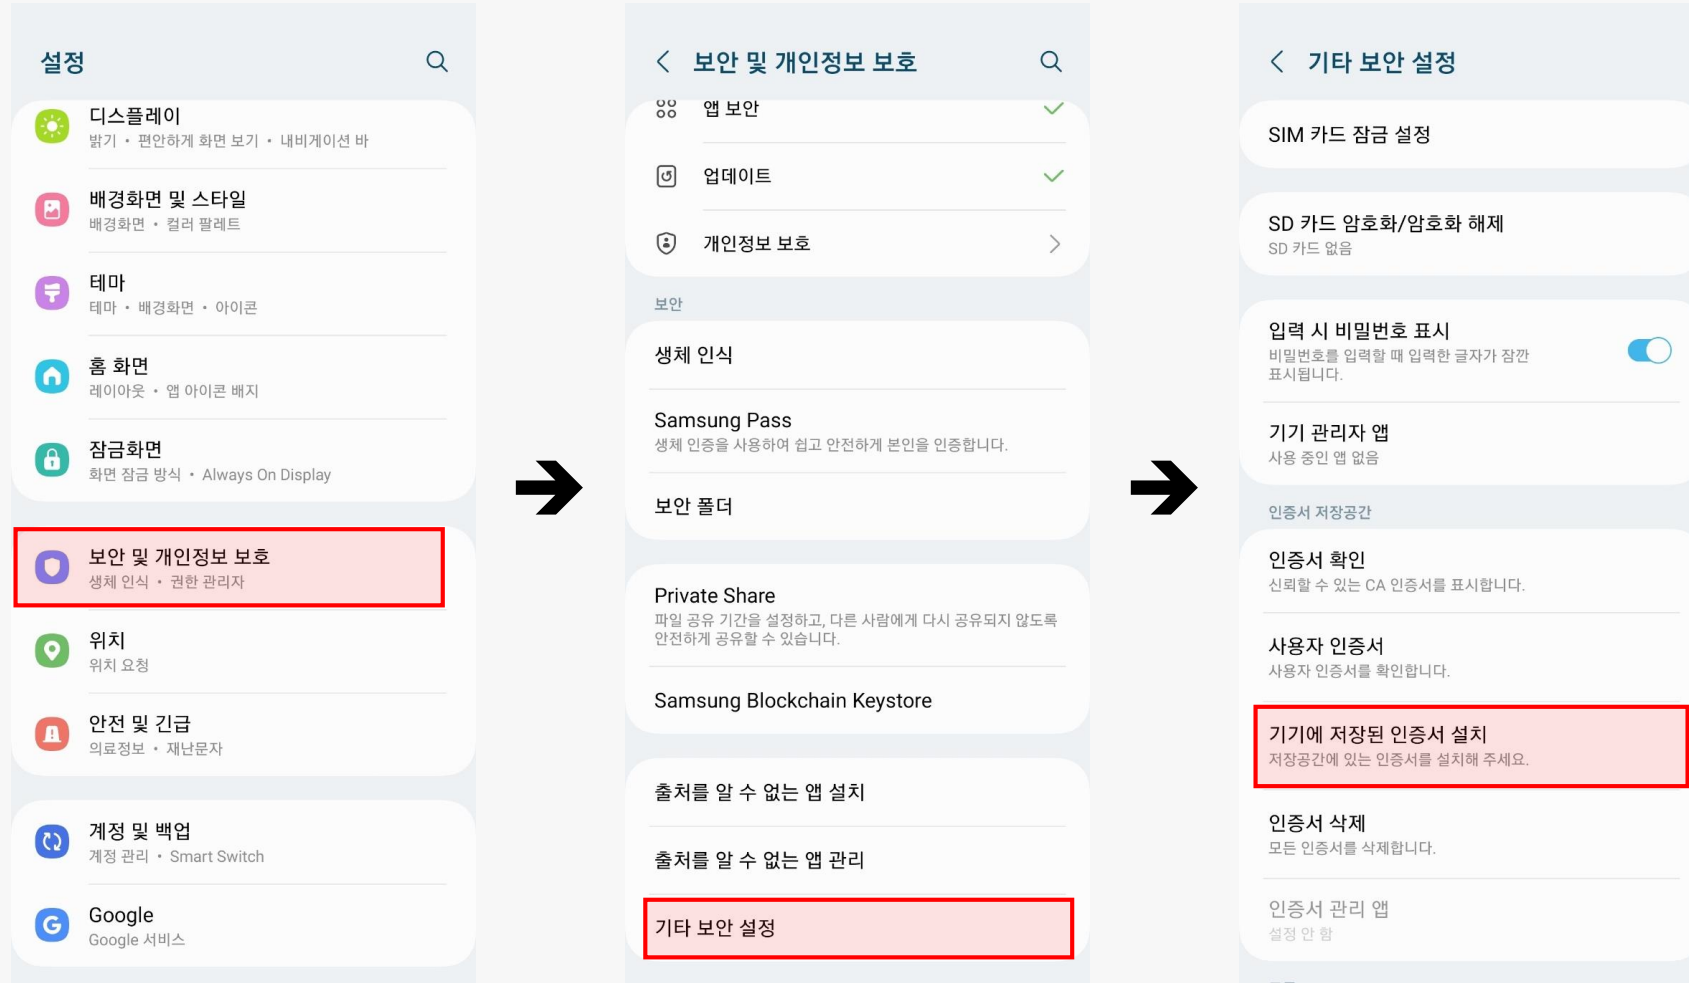 설정
디스플레이
밝기 • 편안하게 화면 보기 • 내비게이션 바
배경화면 및 스타일
배경화면 • 컬러 팔레트
테마
테마 • 배경화면 • 아이콘
홈 화면
레이아웃 • 앱 아이콘 배지
잠금화면
화면 잠금 방식 • Always On Display
보안 및 개인정보 보호
생체 인식 • 권한 관리자
위치
위치 요청
안전 및 긴급
의료정보 • 재난문자
계정 및 백업
계정 관리 • Smart Switch
Google
Google 서비스
보안 및 개인정보 보호
앱 보안
업데이트
개인정보 보호
보안
생체 인식
Samsung Pass
생체 인증을 사용하여 쉽고 안전하게 본인을 인증합니다.
보안 폴더
Private Share
파일 공유 기간을 설정하고, 다른 사람에게 다시 공유되지 않도록
안전하게 공유할 수 있습니다.
Samsung Blockchain Keystore
출처를 알 수 없는 앱 설치
출처를 알 수 없는 앱 관리
기타 보안 설정
기타 보안 설정
SIM 카드 잠금 설정
SD 카드 암호화/암호화 해제
SD 카드 없음
입력 시 비밀번호 표시
비밀번호를 입력할 때 입력한 글자가 잠깐
표시됩니다.
기기 관리자 앱
사용 중인 앱 없음
인증서 저장공간
인증서 확인
신뢰할 수 있는 CA 인증서를 표시합니다.
사용자 인증서
사용자 인증서를 확인합니다.
기기에 저장된 인증서 설치
저장공간에 있는 인증서를 설치해 주세요.
인증서 삭제
모든 인증서를 삭제합니다.
인증서 관리 앱
설정 안 함